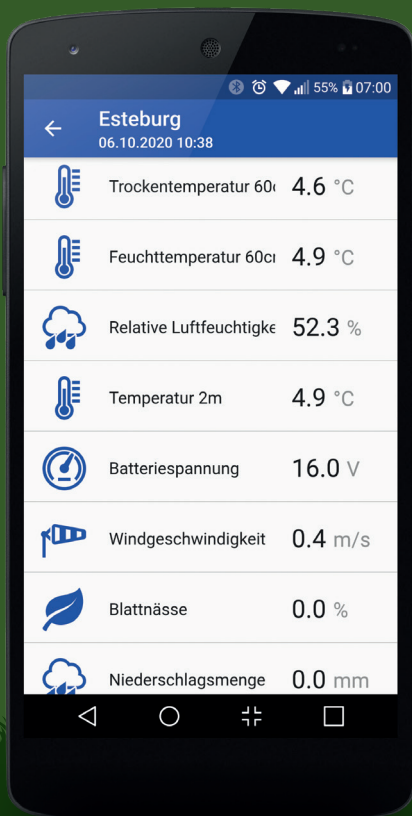 55% 07:00
Esteburg
06.10.2020 10:38
Trockentemperatur 60c 4.6 °C
Feuchttemperatur 60cm 4.9 °C
Relative Luftfeuchtigke 52.3 %
Temperatur 2m 4.9 °C
Batteriespannung 16.0 V
Windgeschwindigkeit 0.4 m/s
Blattnässe 0.0 %
Niederschlagsmenge 0.0 mm